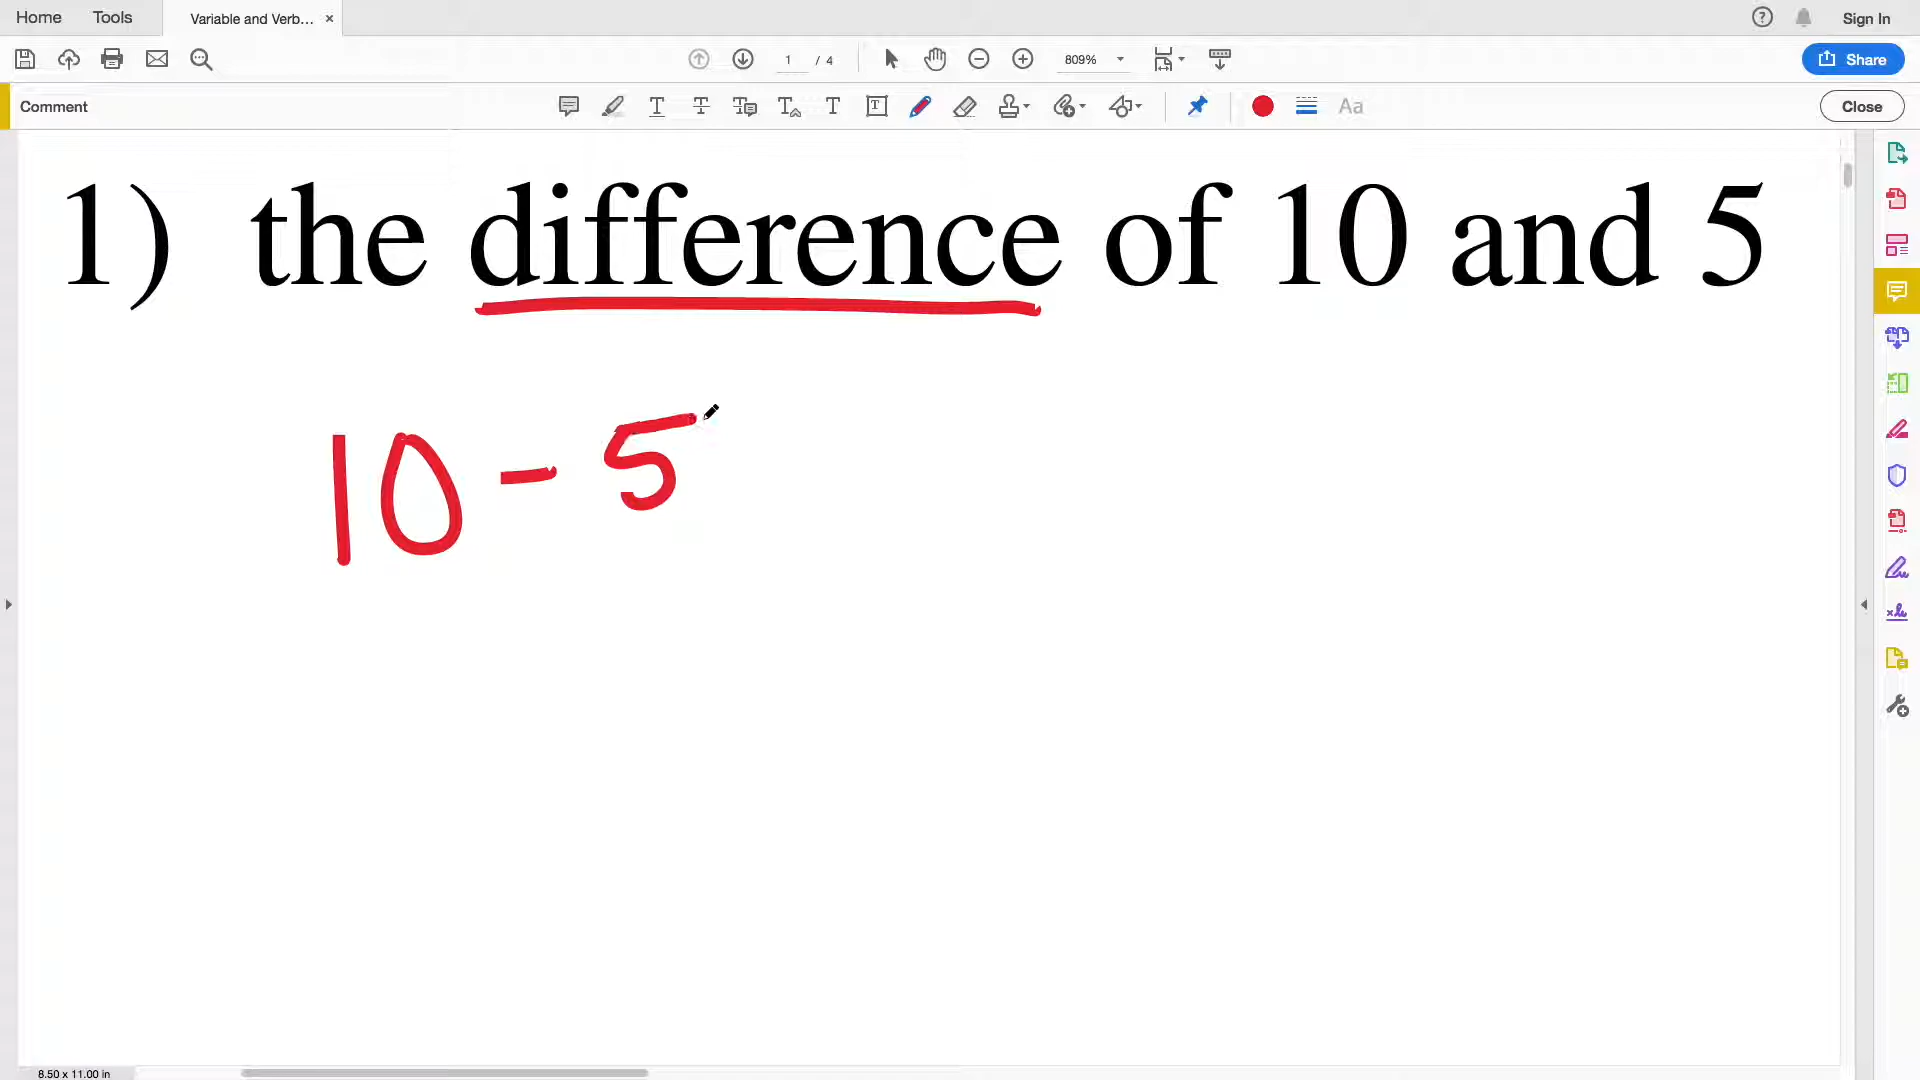 Home Tools Variable and Verb... × Sign In
1 / 4 809% Share
Comment Aa Close
1) the difference of 10 and 5
10 - 5
8.50 x 11.00 in